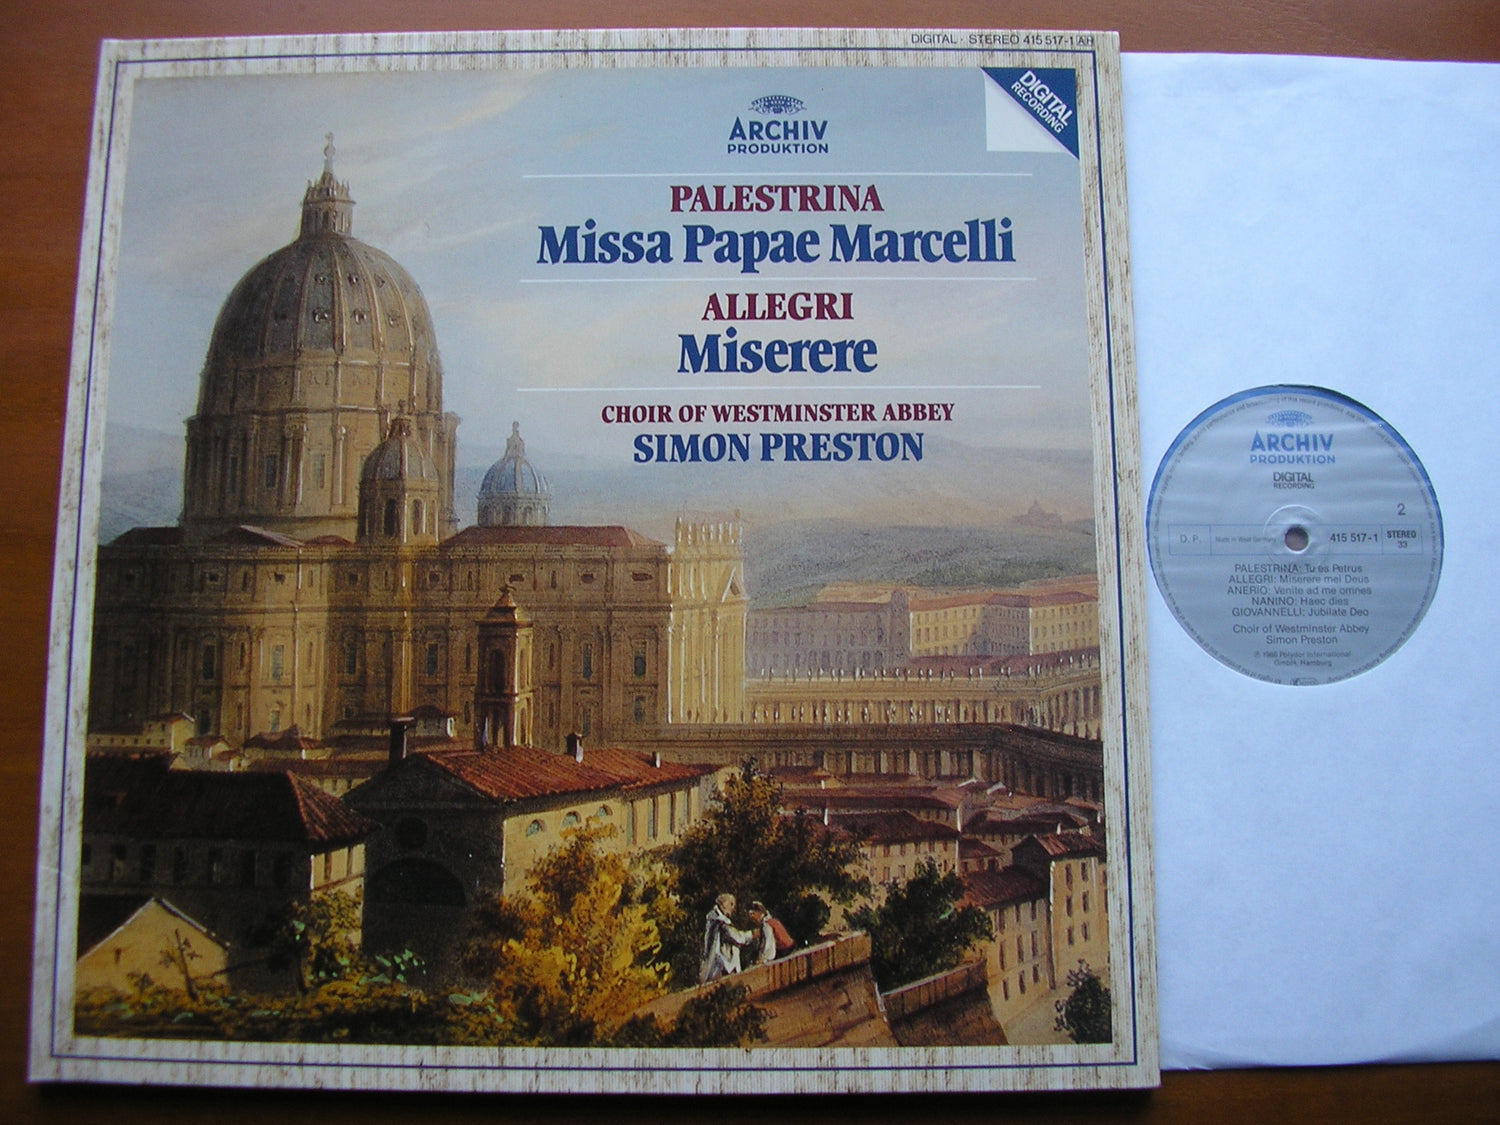 DIGITAL · STEREO 415 517-1 AH
DIGITAL
RECORDING
ARCHIV
PRODUKTION
PALESTRINA
Missa Papae Marcelli
ALLEGRI
Miserere
CHOIR OF WESTMINSTER ABBEY
SIMON PRESTON
ARCHIV
PRODUKTION
DIGITAL
RECORDING
2
D. P.
Made in West Germany
415 517-1
STEREO
33
PALESTRINA: Tu es Petrus
ALLEGRI: Miserere mei Deus
ANERIO: Venite ad me omnes
NANINO: Haec dies
GIOVANNELLI: Jubilate Deo
Choir of Westminster Abbey
Simon Preston
℗ 1986 Polydor International
GmbH, Hamburg